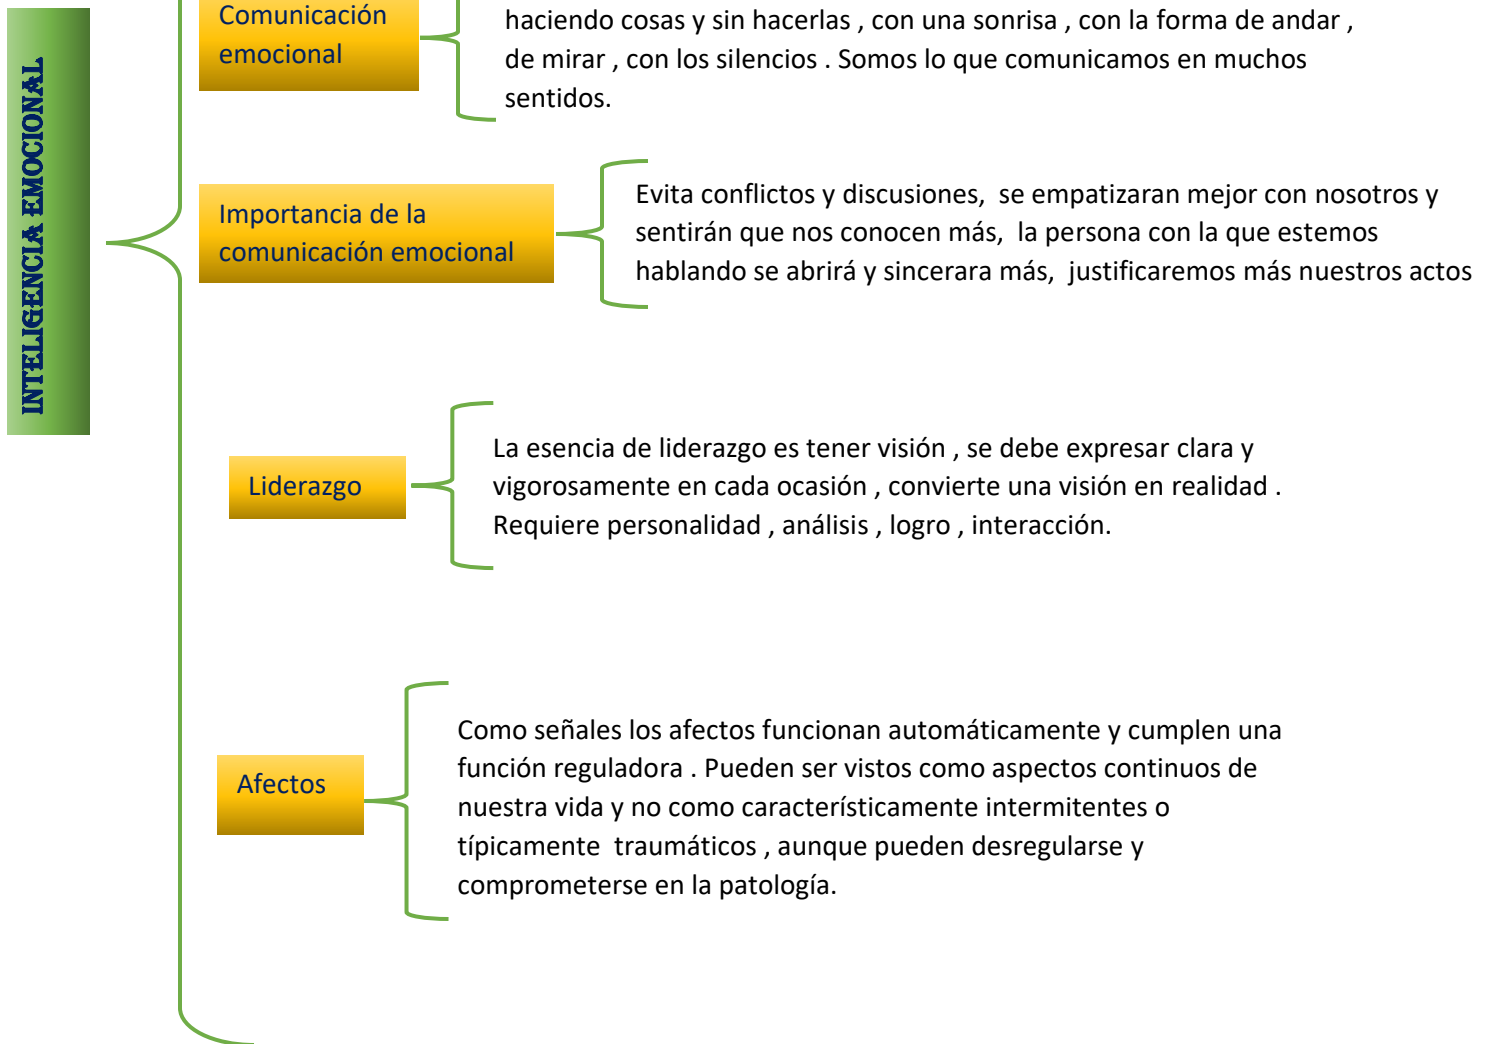 INTELIGENCIA EMOCIONAL
Comunicación
emocional
haciendo cosas y sin hacerlas , con una sonrisa , con la forma de andar ,
de mirar , con los silencios . Somos lo que comunicamos en muchos
sentidos.
Importancia de la
comunicación emocional
Evita conflictos y discusiones,  se empatizaran mejor con nosotros y
sentirán que nos conocen más,  la persona con la que estemos
hablando se abrirá y sincerara más,  justificaremos más nuestros actos
Liderazgo
La esencia de liderazgo es tener visión , se debe expresar clara y
vigorosamente en cada ocasión , convierte una visión en realidad .
Requiere personalidad , análisis , logro , interacción.
Afectos
Como señales los afectos funcionan automáticamente y cumplen una
función reguladora . Pueden ser vistos como aspectos continuos de
nuestra vida y no como característicamente intermitentes o
típicamente  traumáticos , aunque pueden desregularse y
comprometerse en la patología.